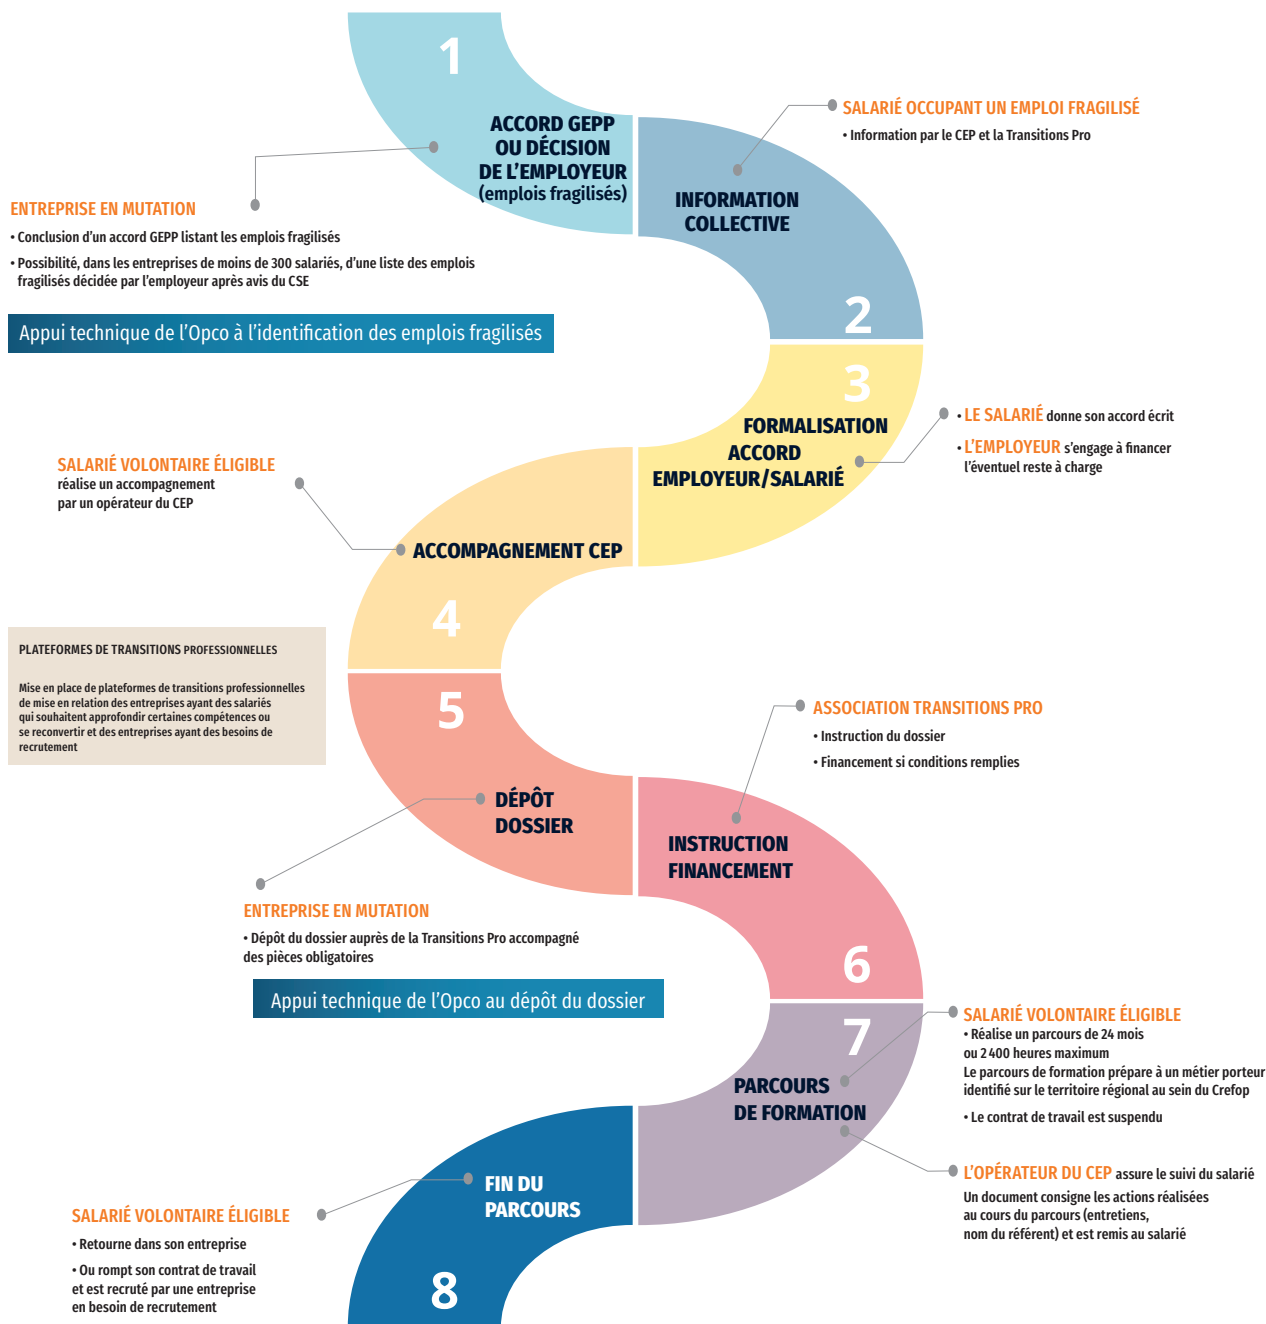 1
ACCORD GEPP
OU DÉCISION
DE L’EMPLOYEUR
(emplois fragilisés)
ENTREPRISE EN MUTATION
• Conclusion d’un accord GEPP listant les emplois fragilisés
• Possibilité, dans les entreprises de moins de 300 salariés, d’une liste des emplois
fragilisés décidée par l’employeur après avis du CSE
Appui technique de l’Opco à l’identification des emplois fragilisés
SALARIÉ OCCUPANT UN EMPLOI FRAGILISÉ
• Information par le CEP et la Transitions Pro
INFORMATION
COLLECTIVE
2
3
FORMALISATION
ACCORD
EMPLOYEUR/SALARIÉ
• LE SALARIÉ donne son accord écrit
• L’EMPLOYEUR s’engage à financer
l’éventuel reste à charge
SALARIÉ VOLONTAIRE ÉLIGIBLE
réalise un accompagnement
par un opérateur du CEP
ACCOMPAGNEMENT CEP
4
PLATEFORMES DE TRANSITIONS PROFESSIONNELLES
Mise en place de plateformes de transitions professionnelles
de mise en relation des entreprises ayant des salariés
qui souhaitent approfondir certaines compétences ou
se reconvertir et des entreprises ayant des besoins de
recrutement
5
DÉPÔT
DOSSIER
ENTREPRISE EN MUTATION
• Dépôt du dossier auprès de la Transitions Pro accompagné
des pièces obligatoires
Appui technique de l’Opco au dépôt du dossier
ASSOCIATION TRANSITIONS PRO
• Instruction du dossier
• Financement si conditions remplies
INSTRUCTION
FINANCEMENT
6
7
PARCOURS
DE FORMATION
SALARIÉ VOLONTAIRE ÉLIGIBLE
• Réalise un parcours de 24 mois
ou 2 400 heures maximum
Le parcours de formation prépare à un métier porteur
identifié sur le territoire régional au sein du Crefop
• Le contrat de travail est suspendu
L’OPÉRATEUR DU CEP assure le suivi du salarié
Un document consigne les actions réalisées
au cours du parcours (entretiens,
nom du référent) et est remis au salarié
FIN DU
PARCOURS
8
SALARIÉ VOLONTAIRE ÉLIGIBLE
• Retourne dans son entreprise
• Ou rompt son contrat de travail
et est recruté par une entreprise
en besoin de recrutement